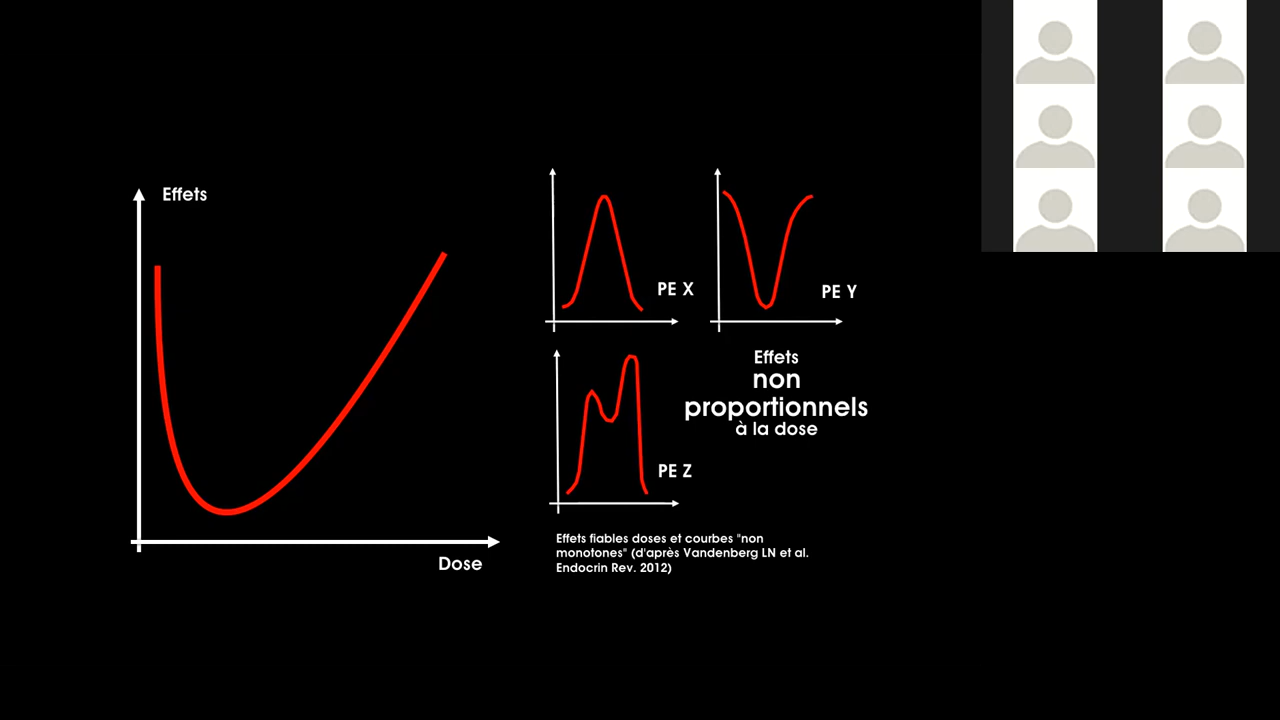 Effets
Dose
PE X
PE Y
PE Z
Effets
non
proportionnels
à la dose
Effets fiables doses et courbes "non
monotones" (d'après Vandenberg LN et al.
Endocrin Rev. 2012)